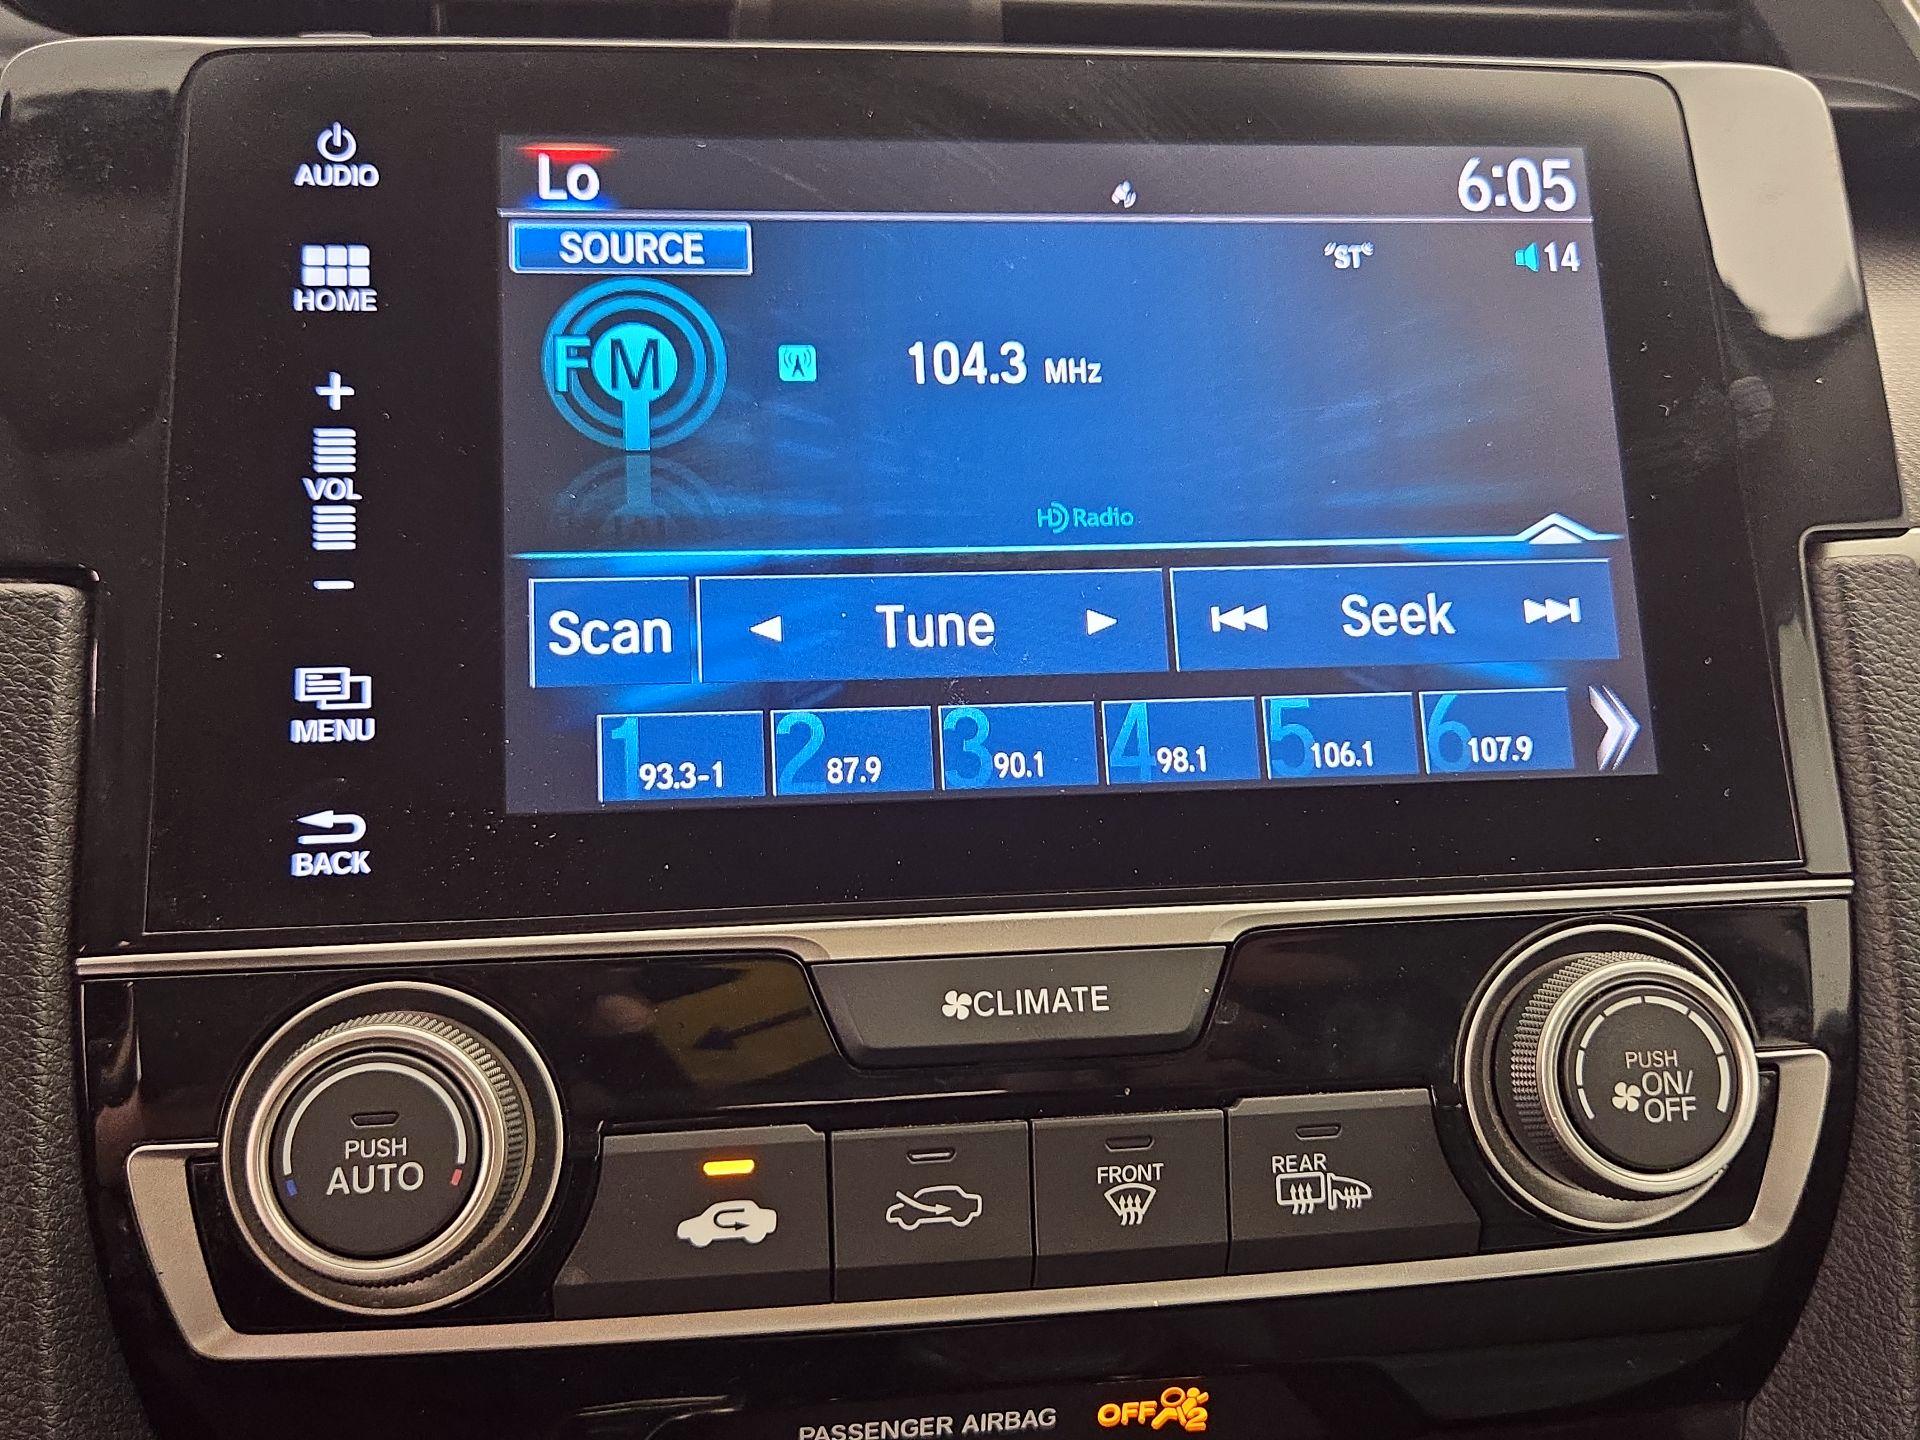 AUDIO
HOME
+
VOL
−
MENU
BACK
Lo
6:05
SOURCE
"ST"
14
FM
104.3 MHz
HD Radio
Scan
Tune
Seek
1 93.3-1
2 87.9
3 90.1
4 98.1
5 106.1
6 107.9
CLIMATE
PUSH
AUTO
FRONT
REAR
PUSH
ON/
OFF
PASSENGER AIRBAG
OFF 2